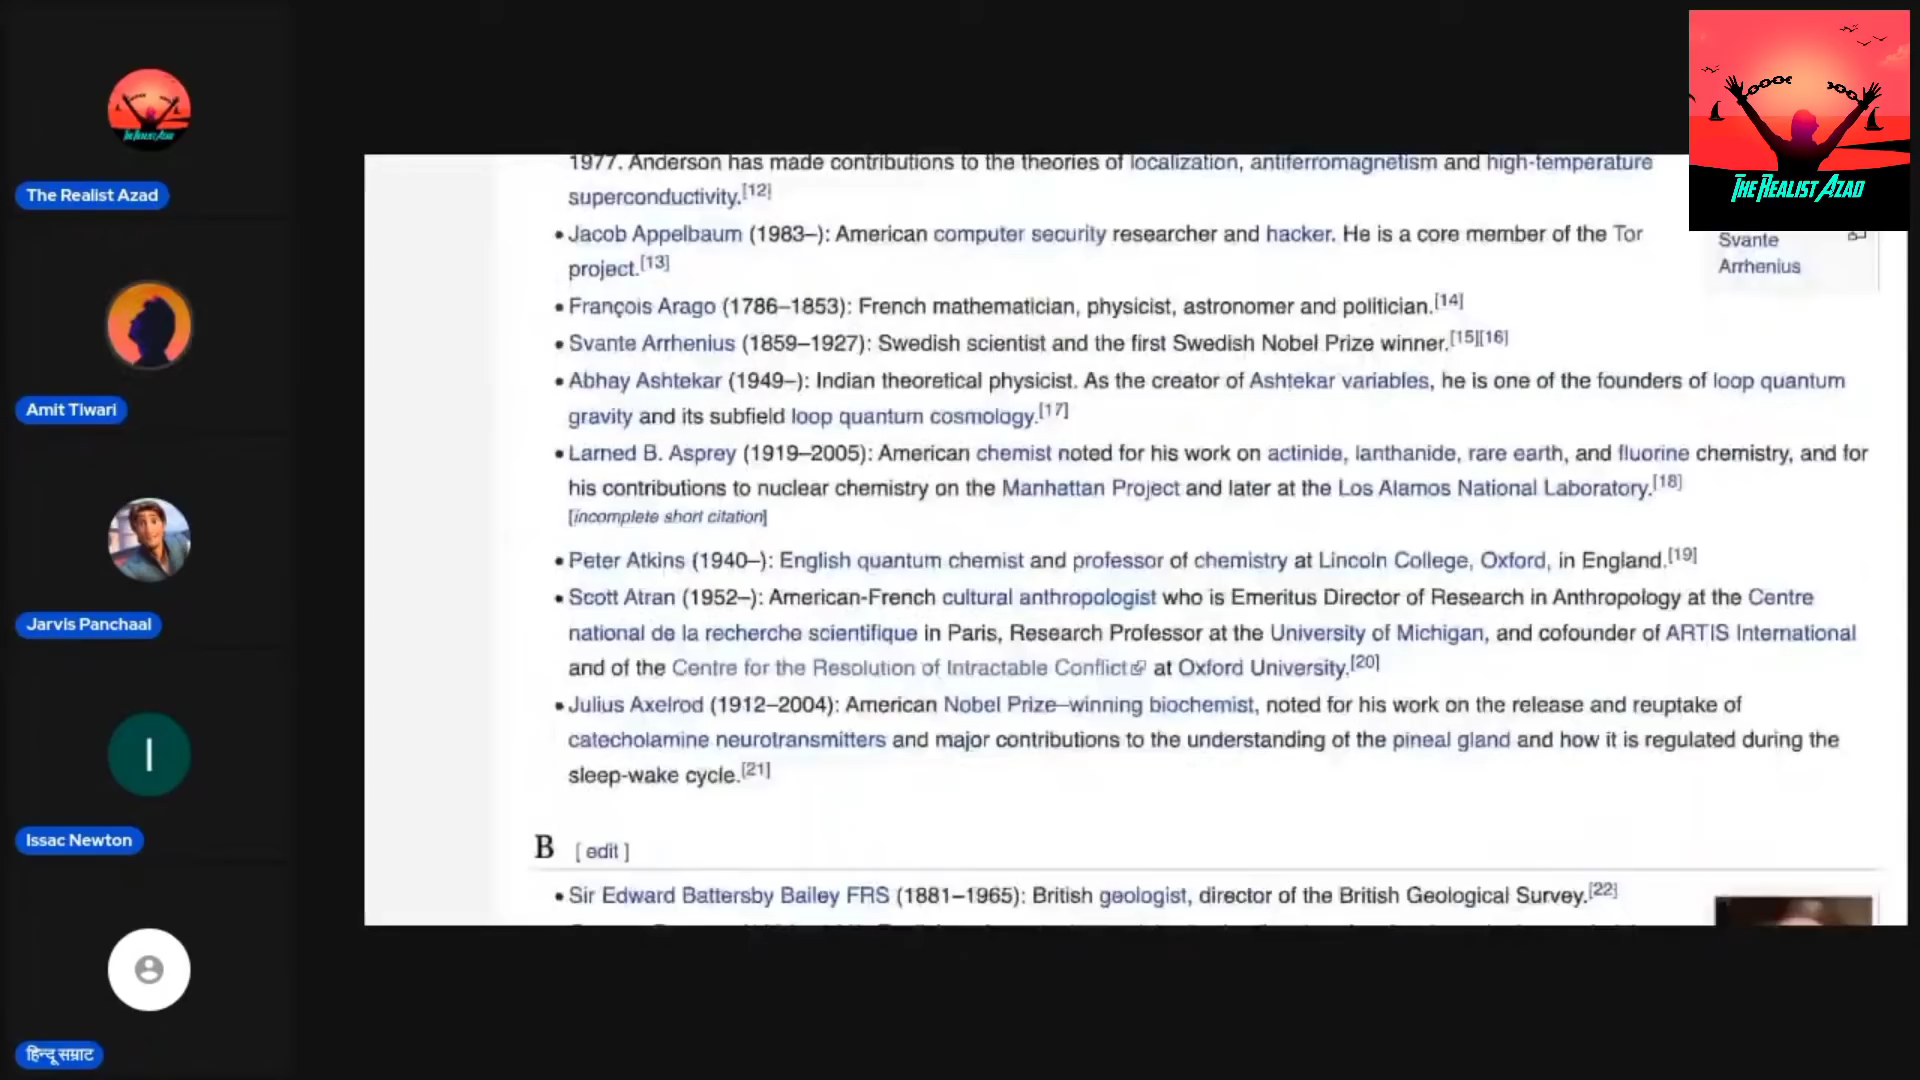 The Realist Azad
Amit Tiwari
Jarvis Panchaal
I
Issac Newton
हिन्दू सम्राट
1977. Anderson has made contributions to the theories of localization, antiferromagnetism and high-temperature
superconductivity.[12]
• Jacob Appelbaum (1983–): American computer security researcher and hacker. He is a core member of the Tor
project.[13]
• François Arago (1786–1853): French mathematician, physicist, astronomer and politician.[14]
• Svante Arrhenius (1859–1927): Swedish scientist and the first Swedish Nobel Prize winner.[15][16]
• Abhay Ashtekar (1949–): Indian theoretical physicist. As the creator of Ashtekar variables, he is one of the founders of loop quantum
gravity and its subfield loop quantum cosmology.[17]
• Larned B. Asprey (1919–2005): American chemist noted for his work on actinide, lanthanide, rare earth, and fluorine chemistry, and for
his contributions to nuclear chemistry on the Manhattan Project and later at the Los Alamos National Laboratory.[18]
[incomplete short citation]
• Peter Atkins (1940–): English quantum chemist and professor of chemistry at Lincoln College, Oxford, in England.[19]
• Scott Atran (1952–): American-French cultural anthropologist who is Emeritus Director of Research in Anthropology at the Centre
national de la recherche scientifique in Paris, Research Professor at the University of Michigan, and cofounder of ARTIS International
and of the Centre for the Resolution of Intractable Conflict at Oxford University.[20]
• Julius Axelrod (1912–2004): American Nobel Prize–winning biochemist, noted for his work on the release and reuptake of
catecholamine neurotransmitters and major contributions to the understanding of the pineal gland and how it is regulated during the
sleep-wake cycle.[21]
B [ edit ]
• Sir Edward Battersby Bailey FRS (1881–1965): British geologist, director of the British Geological Survey.[22]
THE REALIST AZAD
Svante
Arrhenius